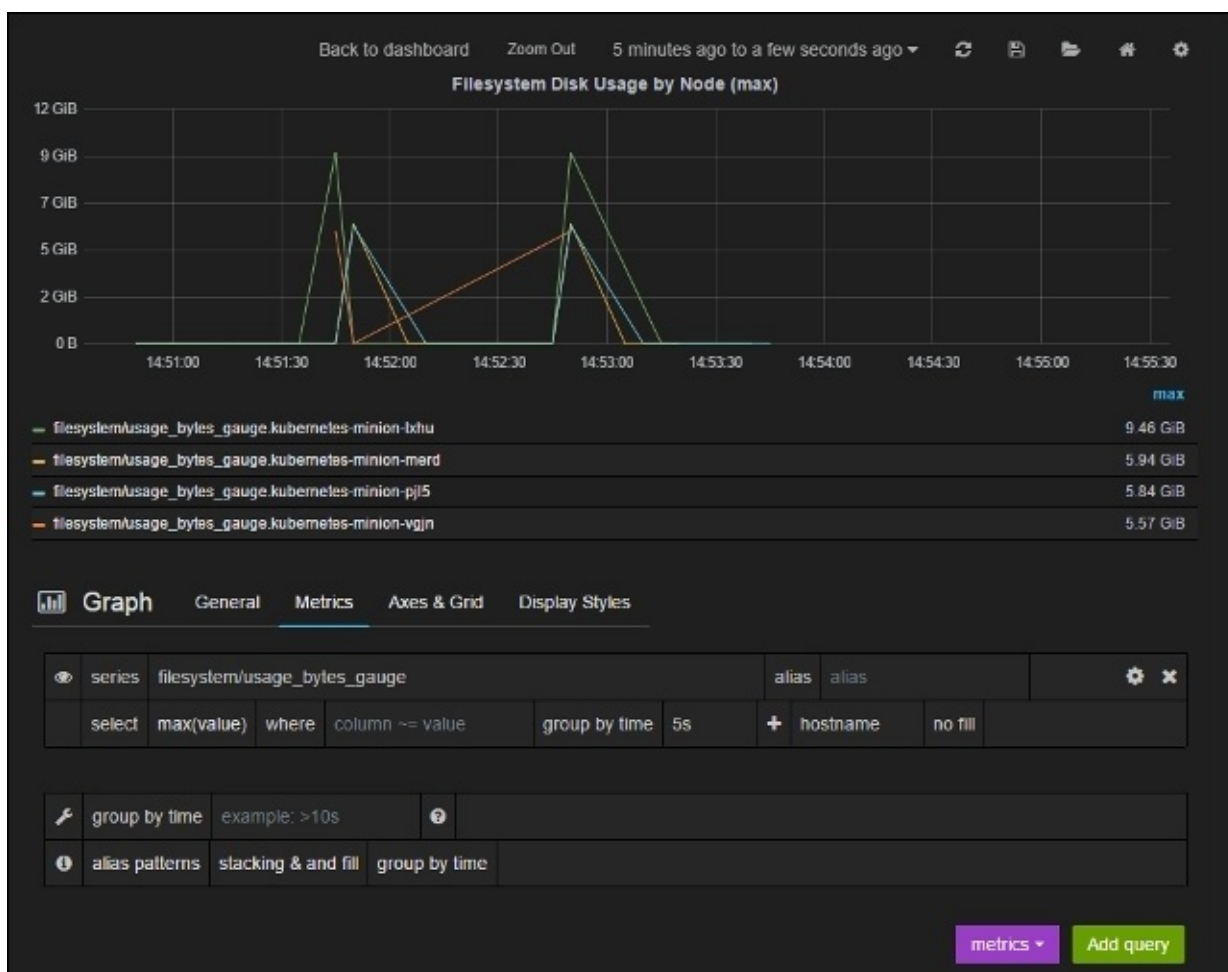 Back to dashboard Zoom Out 5 minutes ago to a few seconds ago
Filesystem Disk Usage by Node (max)
12 GiB
9 GiB
7 GiB
5 GiB
2 GiB
0 B
14:51:00 14:51:30 14:52:00 14:52:30 14:53:00 14:53:30 14:54:00 14:54:30 14:55:00 14:55:30
max
filesystem/usage_bytes_gauge.kubernetes-minion-lxhu 9.46 GiB
filesystem/usage_bytes_gauge.kubernetes-minion-merd 5.94 GiB
filesystem/usage_bytes_gauge.kubernetes-minion-pjl5 5.84 GiB
filesystem/usage_bytes_gauge.kubernetes-minion-vgjn 5.57 GiB
Graph General Metrics Axes & Grid Display Styles
series filesystem/usage_bytes_gauge alias alias
select max(value) where column ~= value group by time 5s + hostname no fill
group by time example: >10s
alias patterns stacking & and fill group by time
metrics Add query